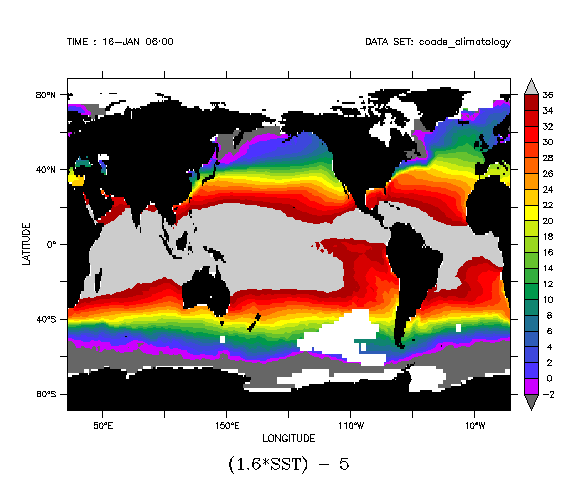 TIME : 16-JAN 06:00
DATA SET: coads_climatology
80°N
40°N
0°
40°S
80°S
LATITUDE
50°E
150°E
110°W
10°W
LONGITUDE
36
34
32
30
28
26
24
22
20
18
16
14
12
10
8
6
4
2
0
-2
(1.6*SST) - 5